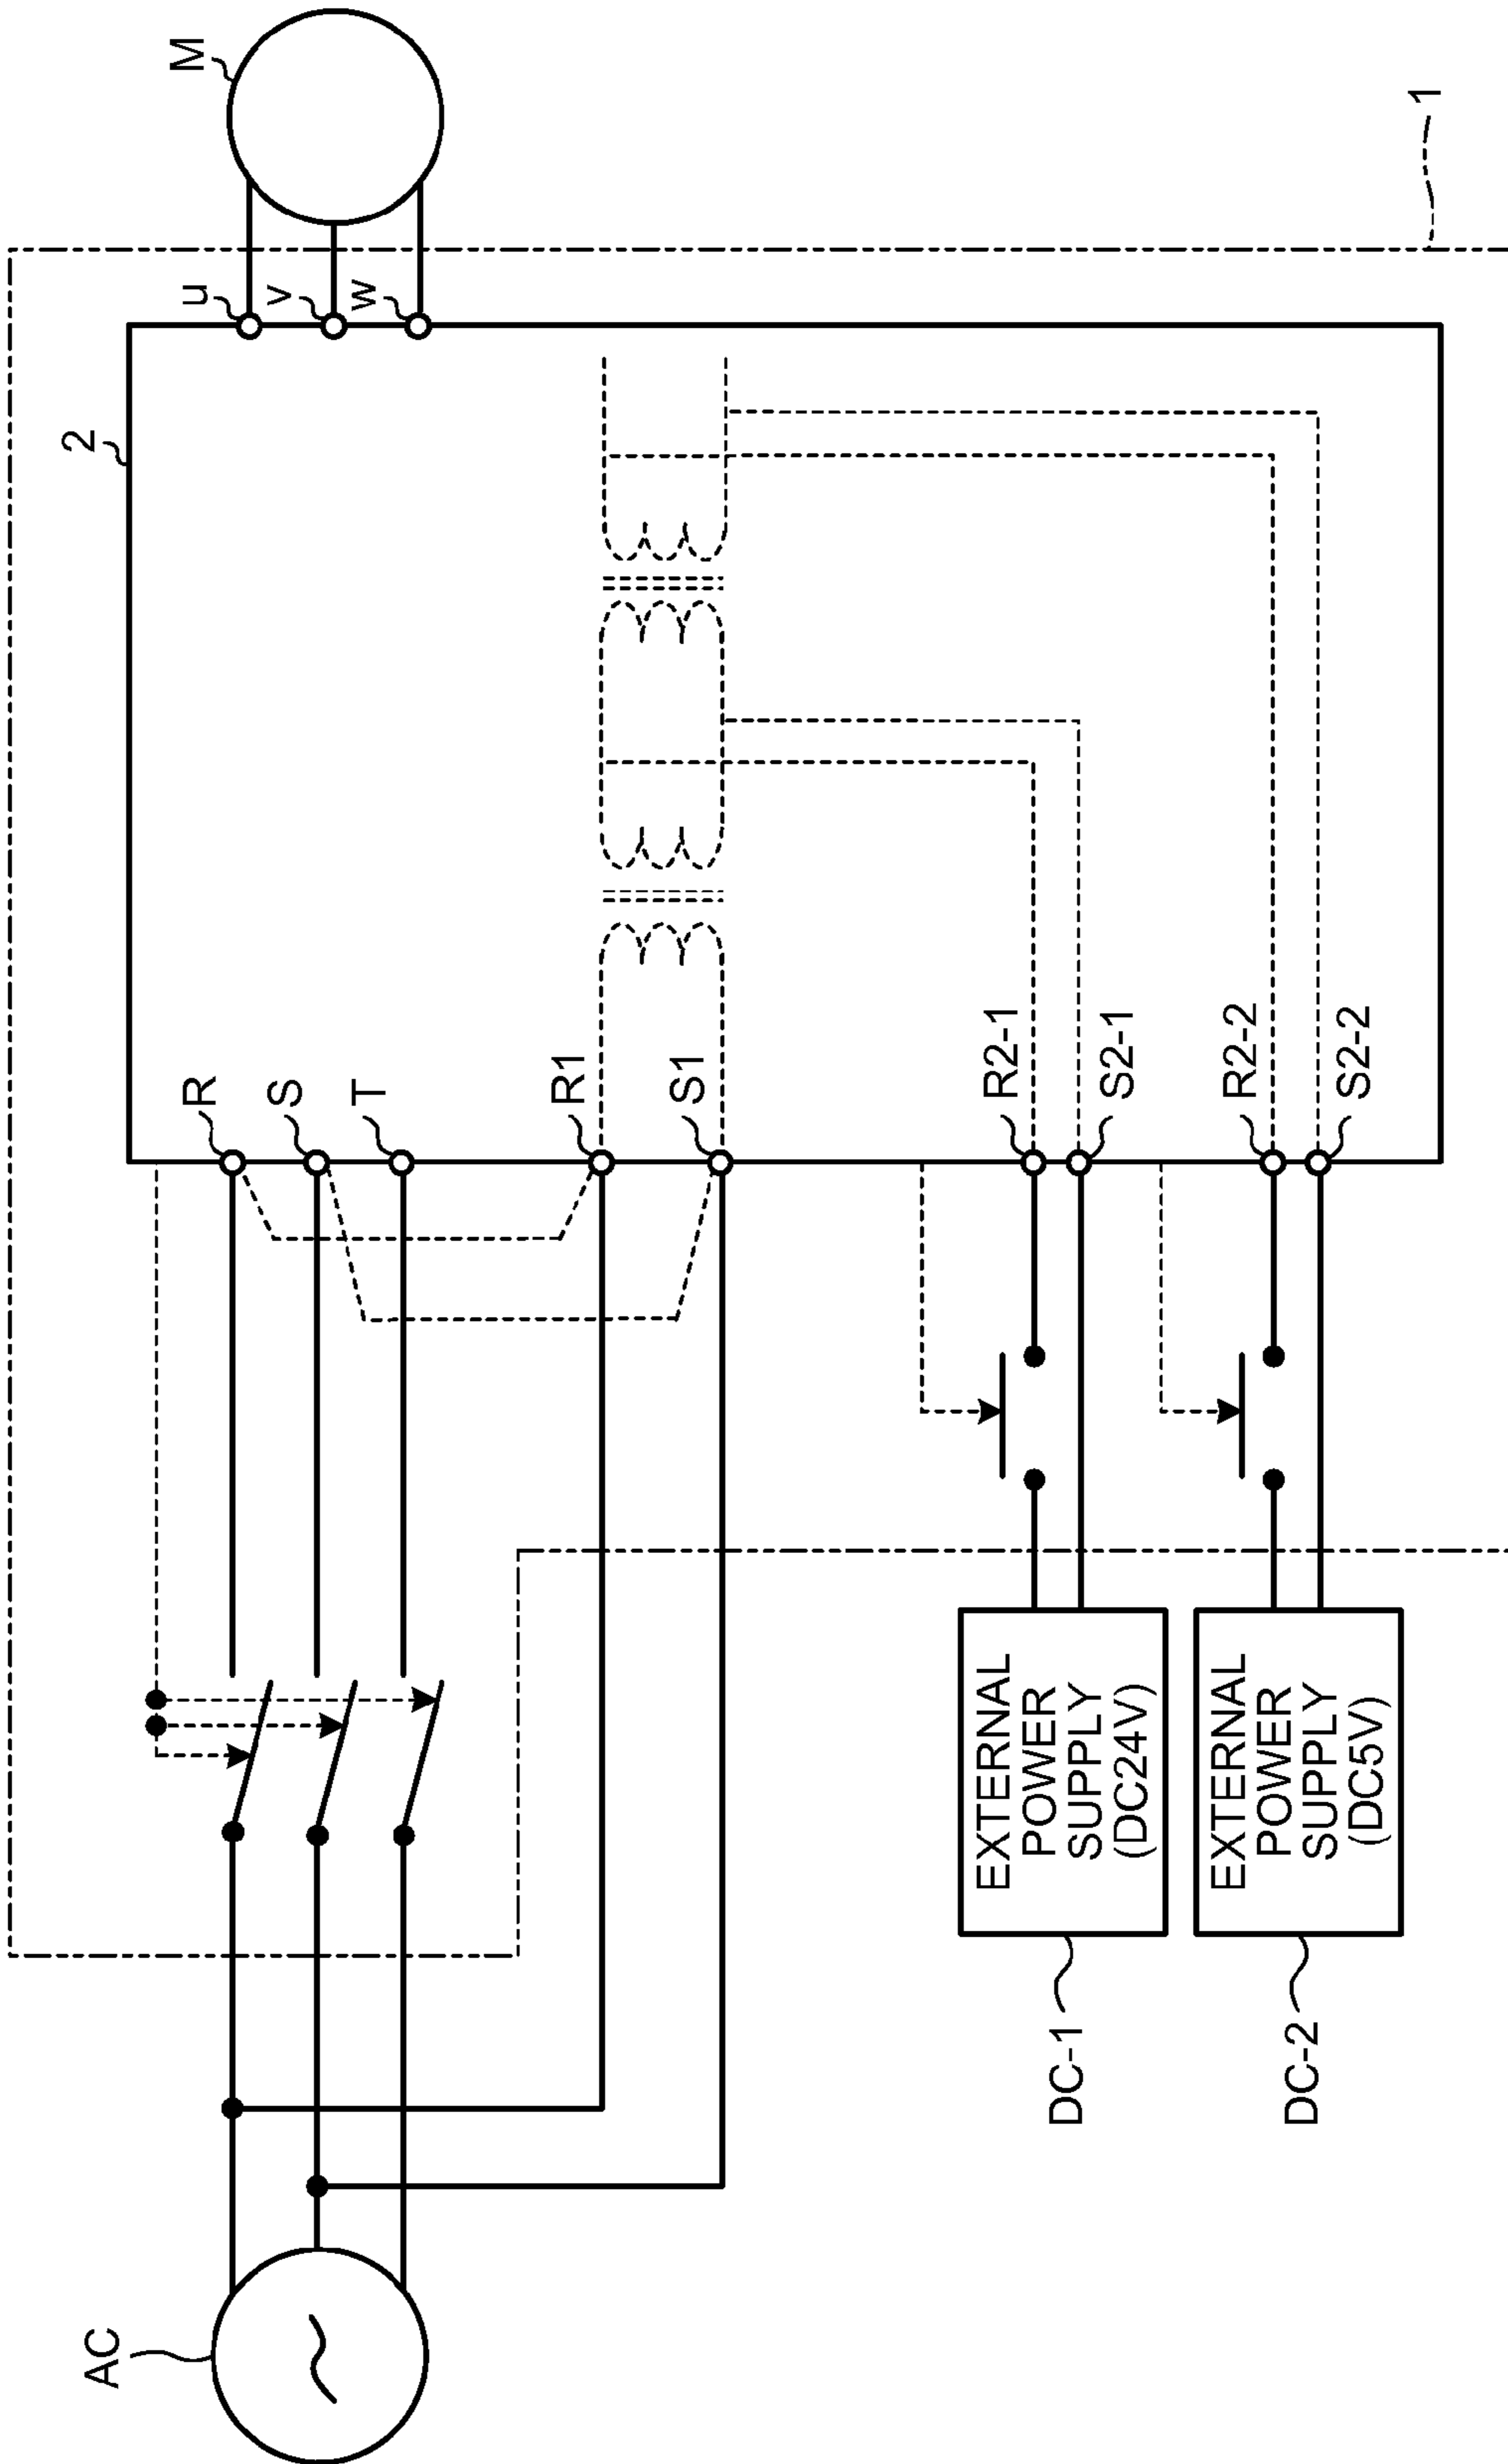 AC
M
1
2
u
v
w
R
S
T
R1
S1
R2-1
S2-1
R2-2
S2-2
DC-1
EXTERNAL
POWER
SUPPLY
(DC24V)
DC-2
EXTERNAL
POWER
SUPPLY
(DC5V)